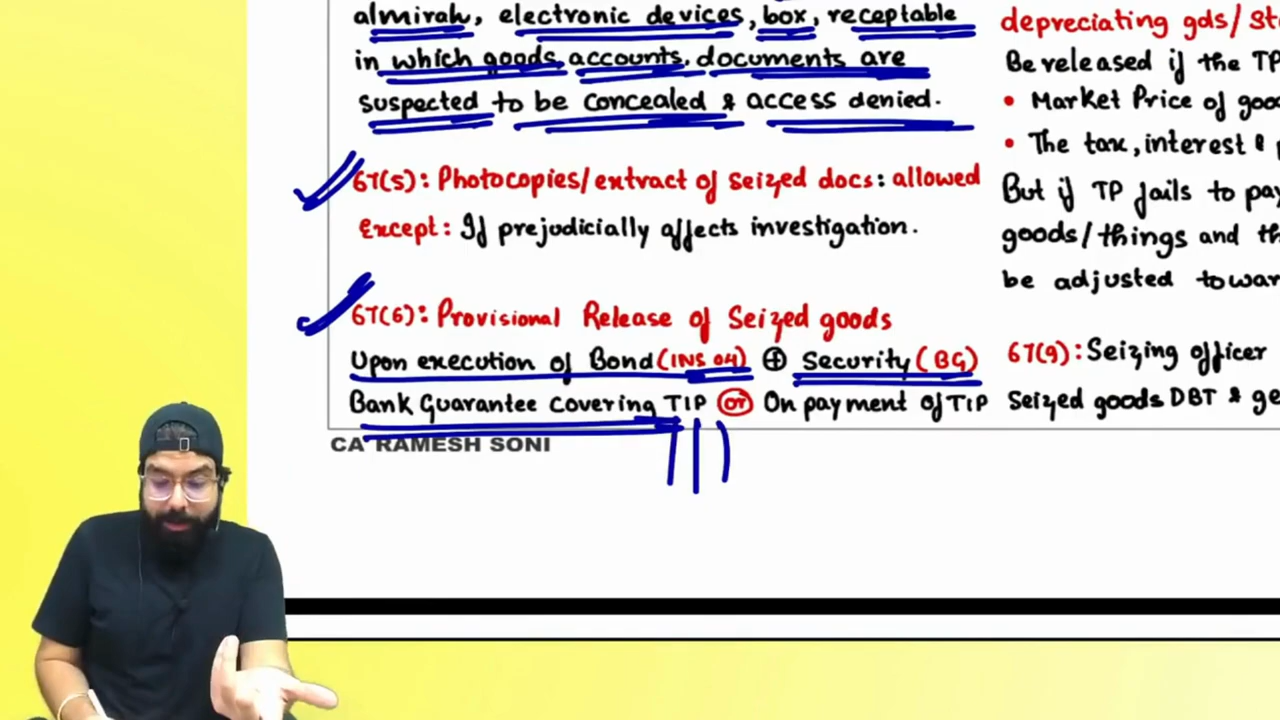 almirah, electronic devices, box, receptable
in which goods, accounts, documents are
suspected to be concealed & access denied.
67(5): Photocopies/extract of seized docs: allowed
Except: If prejudicially affects investigation.
67(6): Provisional Release of Seized goods
Upon execution of Bond (INS 04) ⊕ Security (BG)
Bank Guarantee covering TIP or On payment of TIP
CA RAMESH SONI
depreciating gds/ St
Be released if the TP
• Market Price of goo
• The tax, interest & p
But if TP fails to pay
goods/things and th
be adjusted towar
67(9): Seizing officer
Seized goods DBT & ge